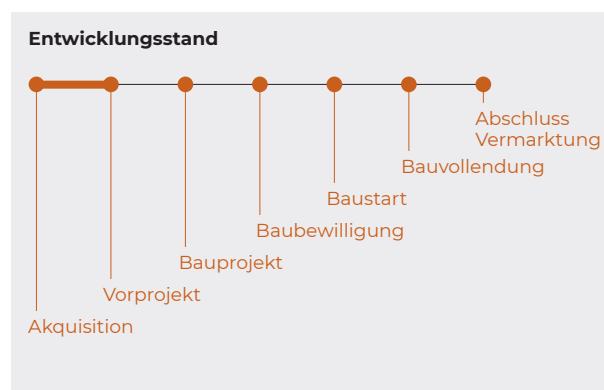 Entwicklungsstand
Abschluss
Vermarktung
Bauvollendung
Baustart
Baubewilligung
Bauprojekt
Vorprojekt
Akquisition